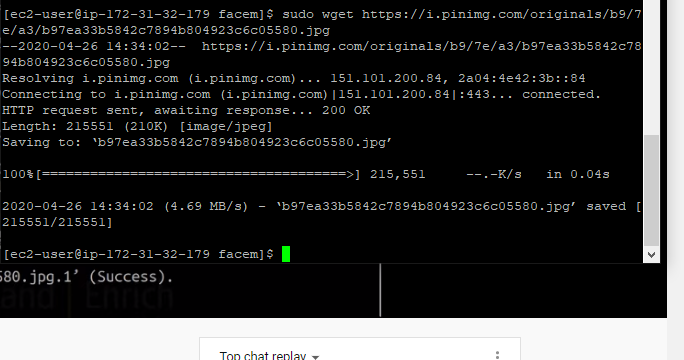 [ec2-user@ip-172-31-32-179 facem]$ sudo wget https://i.pinimg.com/originals/b9/7
e/a3/b97ea33b5842c7894b804923c6c05580.jpg
--2020-04-26 14:34:02--  https://i.pinimg.com/originals/b9/7e/a3/b97ea33b5842c78
94b804923c6c05580.jpg
Resolving i.pinimg.com (i.pinimg.com)... 151.101.200.84, 2a04:4e42:3b::84
Connecting to i.pinimg.com (i.pinimg.com)|151.101.200.84|:443... connected.
HTTP request sent, awaiting response... 200 OK
Length: 215551 (210K) [image/jpeg]
Saving to: ‘b97ea33b5842c7894b804923c6c05580.jpg’
100%[======================================>] 215,551     --.-K/s   in 0.04s
2020-04-26 14:34:02 (4.69 MB/s) - ‘b97ea33b5842c7894b804923c6c05580.jpg’ saved [
215551/215551]
[ec2-user@ip-172-31-32-179 facem]$
580.jpg.1’ (Success).
and | Enrich
Top chat replay